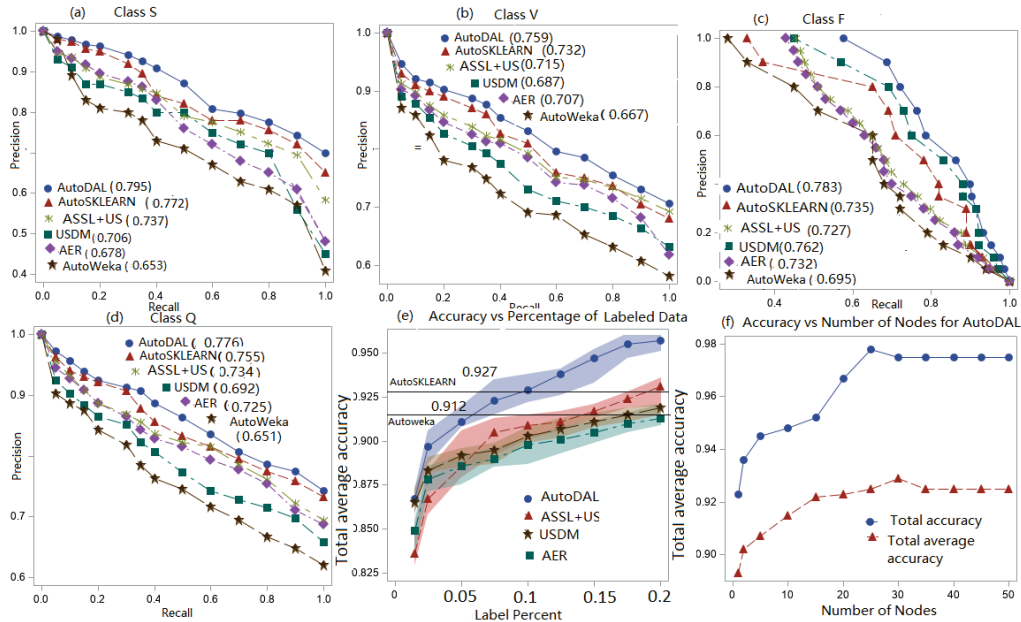 (a) Class S
1.0
0.9
0.8
0.7
0.6
0.5
0.4
Precision
AutoDAL (0.795)
AutoSKLEARN (0.772)
ASSL+US (0.737)
USDM (0.706)
AER (0.678)
AutoWeka (0.653)
0.0 0.2 0.4 0.6 0.8 1.0
Recall
(b) Class V
1.0
0.9
0.8
0.7
0.6
Precision
=
AutoDAL (0.759)
AutoSKLEARN (0.732)
ASSL+US (0.715)
USDM (0.687)
AER (0.707)
AutoWeka (0.667)
0.0 0.2 0.4 0.6 0.8 1.0
Recall
(c) Class F
1.0
0.8
0.6
0.4
0.2
0.0
Precision
AutoDAL (0.783)
AutoSKLEARN (0.735)
ASSL+US (0.727)
USDM(0.762)
AER (0.732)
AutoWeka (0.695)
0.4 0.6 0.8 1.0
Recall
(d) Class Q
1.0
0.9
0.8
0.7
0.6
Precision
AutoDAL ( 0.776)
AutoSKLEARN (0.755)
ASSL+US (0.734)
USDM (0.692)
AER (0.725)
AutoWeka
(0.651)
0.0 0.2 0.4 0.6 0.8 1.0
Recall
(e) Accuracy vs Percentage of Labeled Data
0.950
0.925
0.900
0.875
0.850
0.825
Total average accuracy
AutoSKLEARN 0.927
0.912
Autoweka
AutoDAL
ASSL+US
USDM
AER
0.05 0.1 0.15 0.2
Label Percent
(f) Accuracy vs Number of Nodes for AutoDAL
0.98
0.96
0.94
0.92
0.90
Total average accuracy
Total accuracy
Total average
accuracy
0 10 20 30 40 50
Number of Nodes